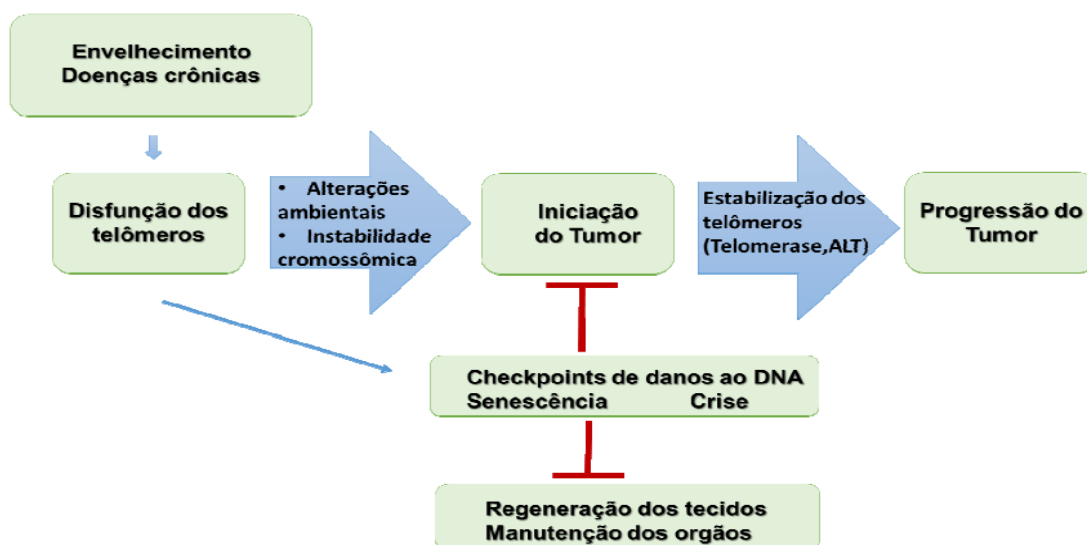 Envelhecimento
Doenças crônicas
Disfunção dos
telômeros
• Alterações
ambientais
• Instabilidade
cromossômica
Iniciação
do Tumor
Estabilização dos
telômeros
(Telomerase,ALT)
Progressão do
Tumor
Checkpoints de danos ao DNA
Senescência Crise
Regeneração dos tecidos
Manutenção dos orgãos